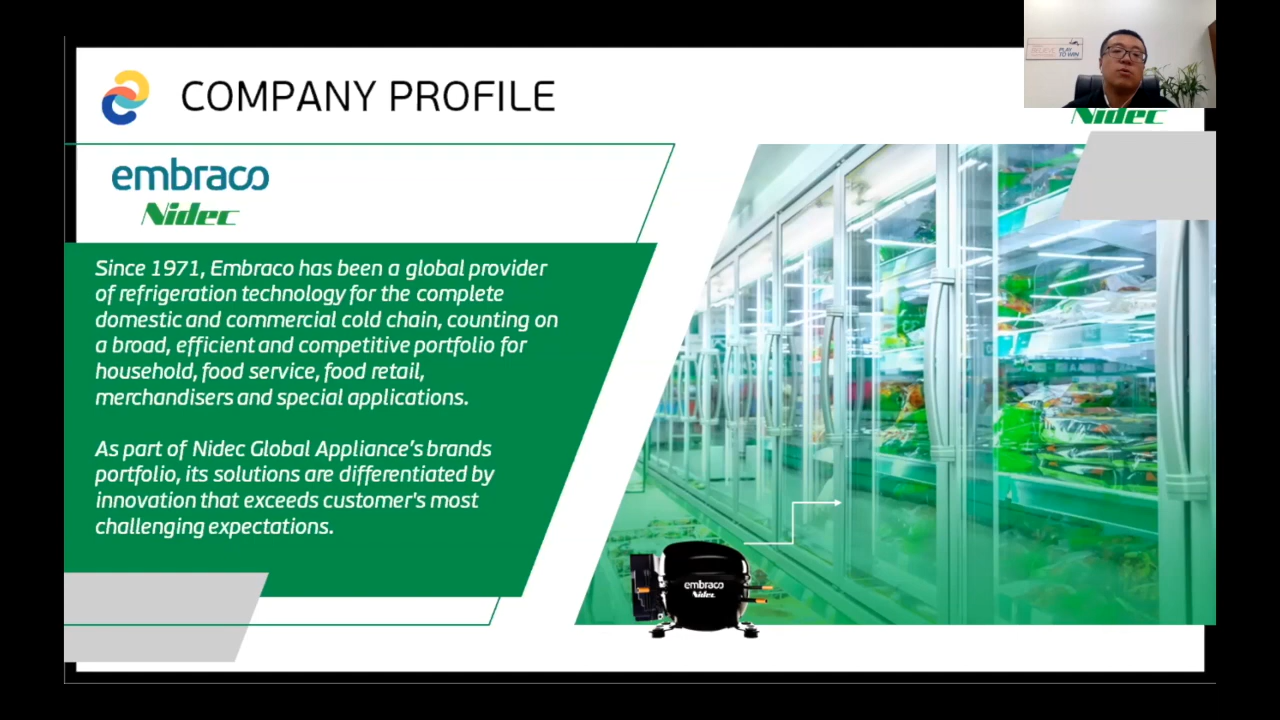 COMPANY PROFILE
PLAY
TO WIN
Nidec
embraco
Nidec
Since 1971, Embraco has been a global provider
of refrigeration technology for the complete
domestic and commercial cold chain, counting on
a broad, efficient and competitive portfolio for
household, food service, food retail,
merchandisers and special applications.
As part of Nidec Global Appliance's brands
portfolio, its solutions are differentiated by
innovation that exceeds customer's most
challenging expectations.
embraco
Nidec